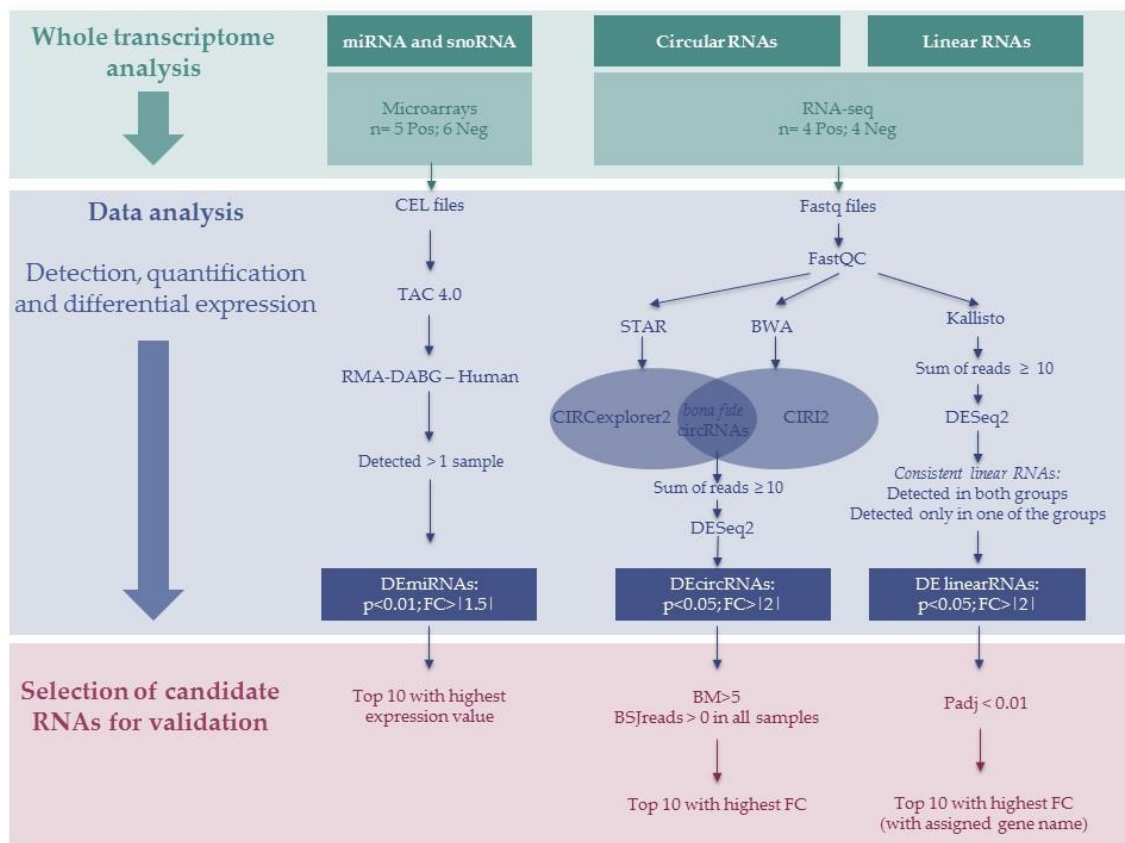 Whole transcriptome
analysis
miRNA and snoRNA
Circular RNAs
Linear RNAs
Microarrays
n= 5 Pos; 6 Neg
RNA-seq
n= 4 Pos; 4 Neg
Data analysis
Detection, quantification
and differential expression
CEL files
TAC 4.0
RMA-DABG – Human
Detected > 1 sample
DEmiRNAs:
p<0.01; FC>|1.5|
Fastq files
FastQC
STAR
BWA
Kallisto
CIRCexplorer2
bona fide
circRNAs
CIRI2
Sum of reads ≥ 10
DESeq2
DEcircRNAs:
p<0.05; FC>|2|
Sum of reads ≥ 10
DESeq2
Consistent linear RNAs:
Detected in both groups
Detected only in one of the groups
DE linearRNAs:
p<0.05; FC>|2|
Selection of candidate
RNAs for validation
Top 10 with highest
expression value
BM>5
BSJreads > 0 in all samples
Top 10 with highest FC
Padj < 0.01
Top 10 with highest FC
(with assigned gene name)